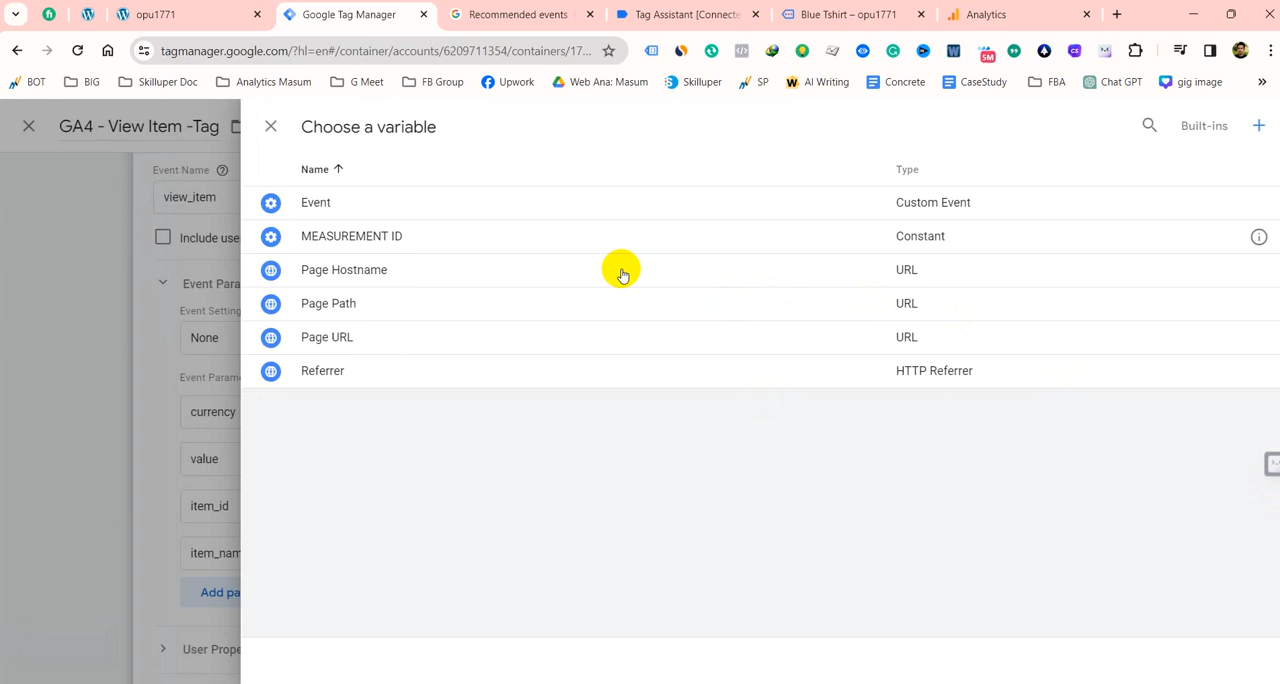 opu1771
Google Tag Manager
Recommended events
Tag Assistant [Connecte
Blue Tshirt – opu1771
Analytics
tagmanager.google.com/?hl=en#/container/accounts/6209711354/containers/17...
SM
BOT
BIG
Skilluper Doc
Analytics Masum
G Meet
FB Group
Upwork
Web Ana: Masum
Skilluper
SP
AI Writing
Concrete
CaseStudy
FBA
Chat GPT
gig image
GA4 - View Item -Tag
Choose a variable
Built-ins
Event Name
view_item
Include use
Event Para
Event Setting
None
Event Parame
currency
value
item_id
item_nam
Add pa
User Prope
Name
Type
Event
Custom Event
MEASUREMENT ID
Constant
Page Hostname
URL
Page Path
URL
Page URL
URL
Referrer
HTTP Referrer